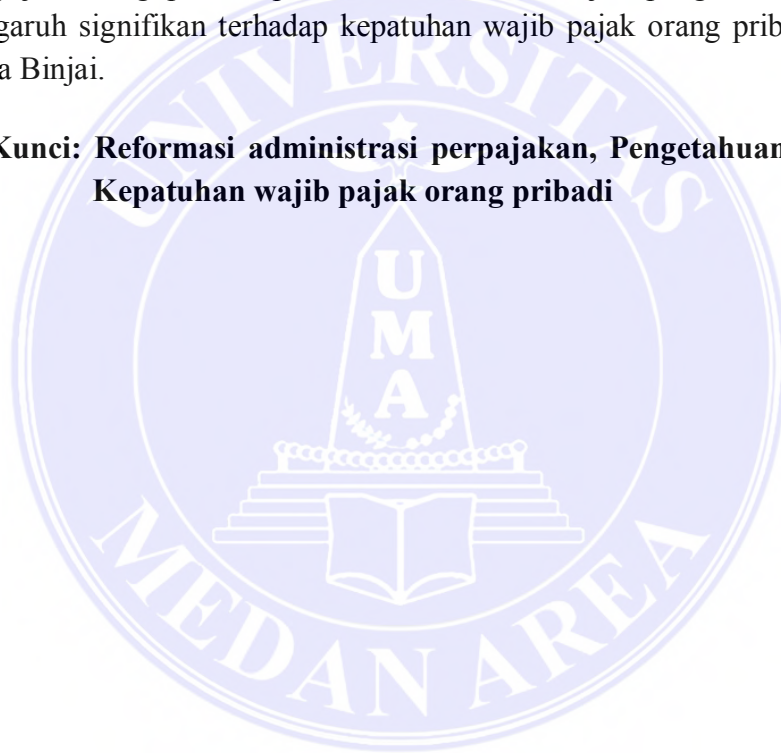 garuh signifikan terhadap kepatuhan wajib pajak orang prib
a Binjai.
Kunci: Reformasi administrasi perpajakan, Pengetahuan
Kepatuhan wajib pajak orang pribadi
UNIVERSITAS
U
M
A
MEDAN AREA